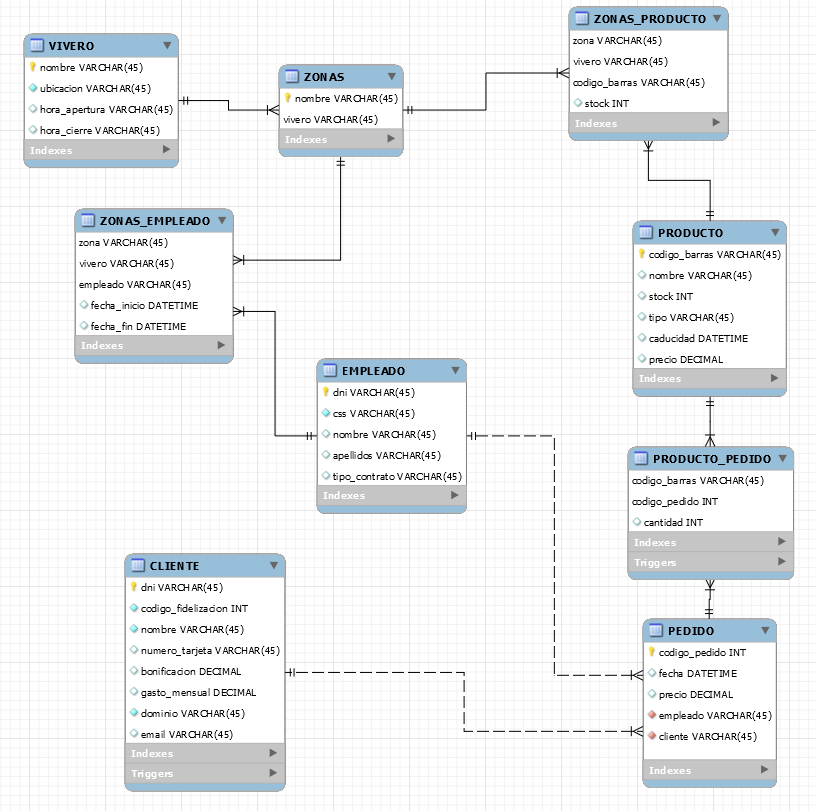 VIVERO
nombre VARCHAR(45)
ubicacion VARCHAR(45)
hora_apertura VARCHAR(45)
hora_cierre VARCHAR(45)
Indexes
ZONAS
nombre VARCHAR(45)
vivero VARCHAR(45)
Indexes
ZONAS_PRODUCTO
zona VARCHAR(45)
vivero VARCHAR(45)
codigo_barras VARCHAR(45)
stock INT
Indexes
ZONAS_EMPLEADO
zona VARCHAR(45)
vivero VARCHAR(45)
empleado VARCHAR(45)
fecha_inicio DATETIME
fecha_fin DATETIME
Indexes
PRODUCTO
codigo_barras VARCHAR(45)
nombre VARCHAR(45)
stock INT
tipo VARCHAR(45)
caducidad DATETIME
precio DECIMAL
Indexes
EMPLEADO
dni VARCHAR(45)
css VARCHAR(45)
nombre VARCHAR(45)
apellidos VARCHAR(45)
tipo_contrato VARCHAR(45)
Indexes
PRODUCTO_PEDIDO
codigo_barras VARCHAR(45)
codigo_pedido INT
cantidad INT
Indexes
Triggers
CLIENTE
dni VARCHAR(45)
codigo_fidelizacion INT
nombre VARCHAR(45)
numero_tarjeta VARCHAR(45)
bonificacion DECIMAL
gasto_mensual DECIMAL
dominio VARCHAR(45)
email VARCHAR(45)
Indexes
Triggers
PEDIDO
codigo_pedido INT
fecha DATETIME
precio DECIMAL
empleado VARCHAR(45)
cliente VARCHAR(45)
Indexes